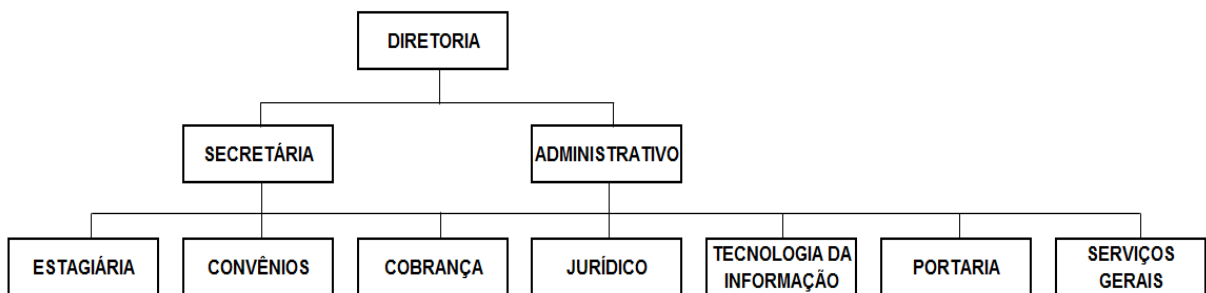 DIRETORIA
SECRETÁRIA
ADMINISTRATIVO
ESTAGIÁRIA
CONVÊNIOS
COBRANÇA
JURÍDICO
TECNOLOGIA DA
INFORMAÇÃO
PORTARIA
SERVIÇOS
GERAIS